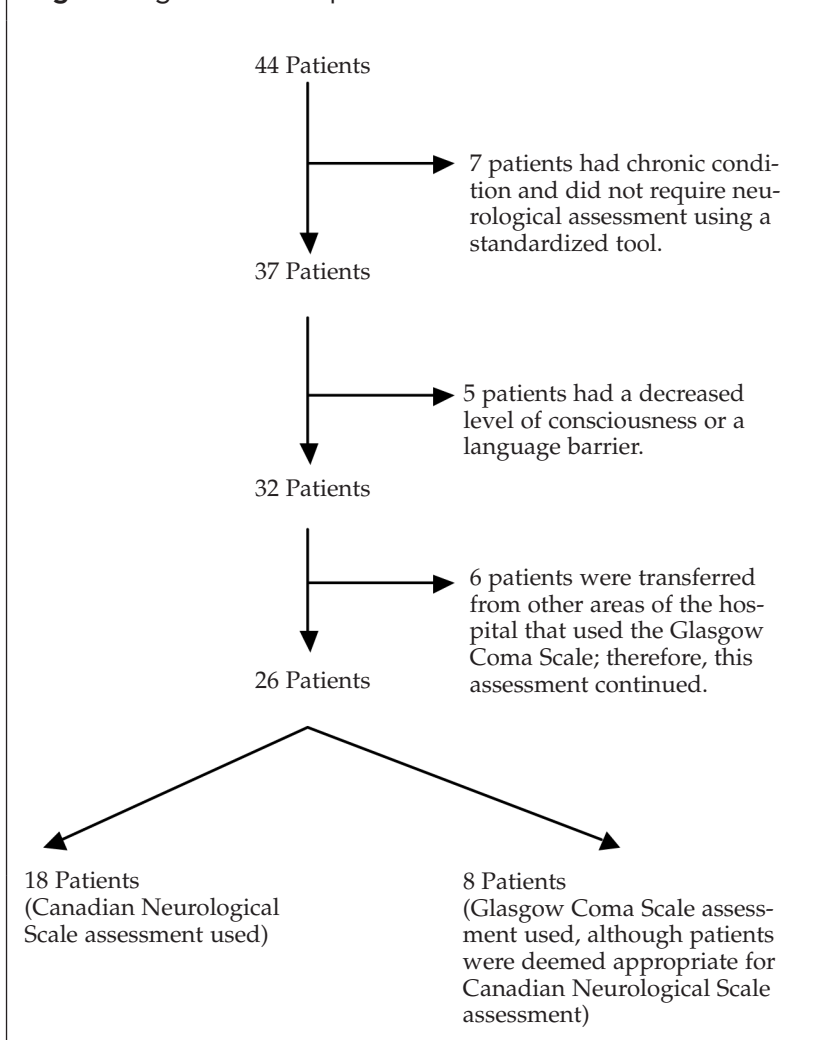 44 Patients
7 patients had chronic condi-
tion and did not require neu-
rological assessment using a
standardized tool.
37 Patients
5 patients had a decreased
level of consciousness or a
language barrier.
32 Patients
6 patients were transferred
from other areas of the hos-
pital that used the Glasgow
Coma Scale; therefore, this
assessment continued.
26 Patients
18 Patients
(Canadian Neurological
Scale assessment used)
8 Patients
(Glasgow Coma Scale assess-
ment used, although patients
were deemed appropriate for
Canadian Neurological Scale
assessment)